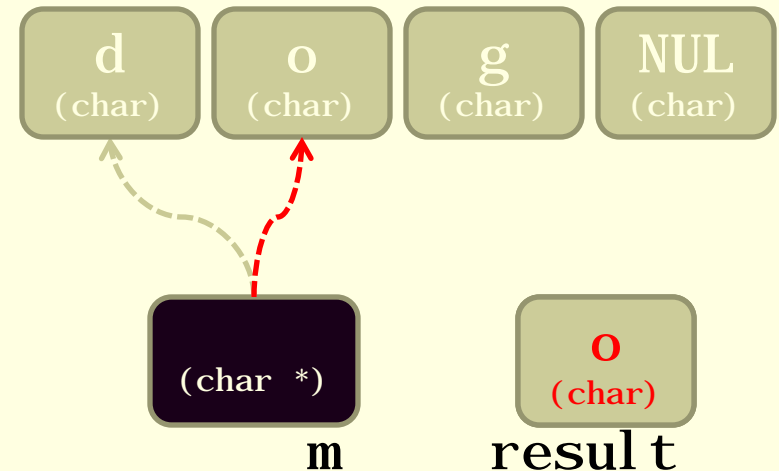 d o g NUL
(char) (char) (char) (char)
o
(char *) (char)
m result